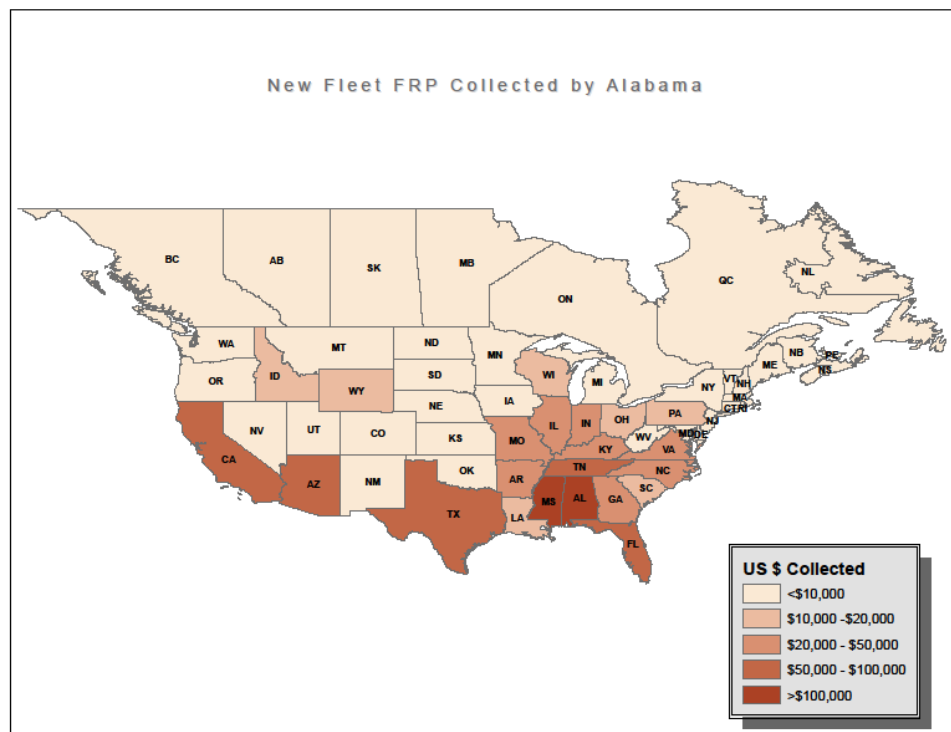 New Fleet FRP Collected by Alabama
BC
AB
SK
MB
ON
QC
NL
WA
MT
ND
MN
OR
ID
WY
SD
WI
MI
NY
VT
NH
ME
NB
PE
NS
MA
CT
RI
NV
UT
CO
NE
IA
KS
IL
IN
OH
PA
NJ
MD
DE
WV
VA
CA
AZ
NM
OK
MO
KY
TN
NC
AR
SC
MS
AL
GA
TX
LA
FL
US $ Collected
<$10,000
$10,000 -$20,000
$20,000 - $50,000
$50,000 - $100,000
>$100,000